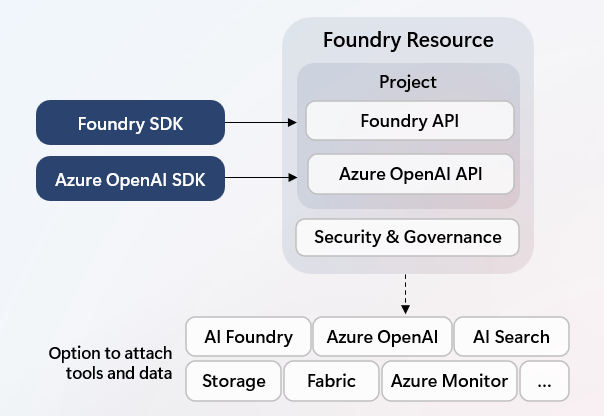 Foundry Resource
Project
Foundry SDK
Foundry API
Azure OpenAI SDK
Azure OpenAI API
Security & Governance
Option to attach
tools and data
AI Foundry
Azure OpenAI
AI Search
Storage
Fabric
Azure Monitor
...